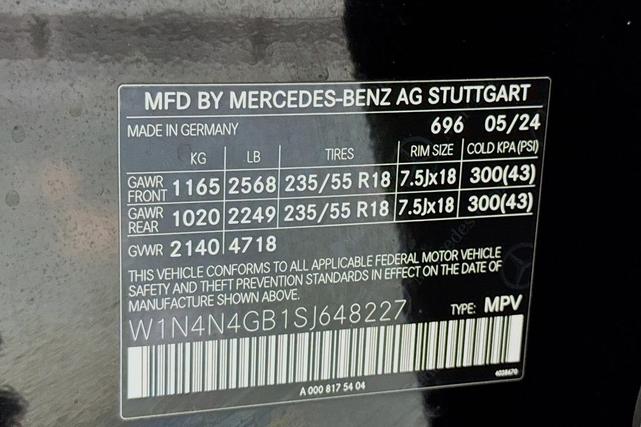 MFD BY MERCEDES-BENZ AG STUTTGART
MADE IN GERMANY 696 05/24
KG LB TIRES RIM SIZE COLD KPA (PSI)
GAWR FRONT 1165 2568 235/55 R18 7.5Jx18 300(43)
GAWR REAR 1020 2249 235/55 R18 7.5Jx18 300(43)
GVWR 2140 4718
THIS VEHICLE CONFORMS TO ALL APPLICABLE FEDERAL MOTOR VEHICLE
SAFETY AND THEFT PREVENTION STANDARDS IN EFFECT ON THE DATE OF
MANUFACTURE SHOWN ABOVE.
W1N4N4GB1SJ648227 TYPE: MPV
A 000 817 54 04